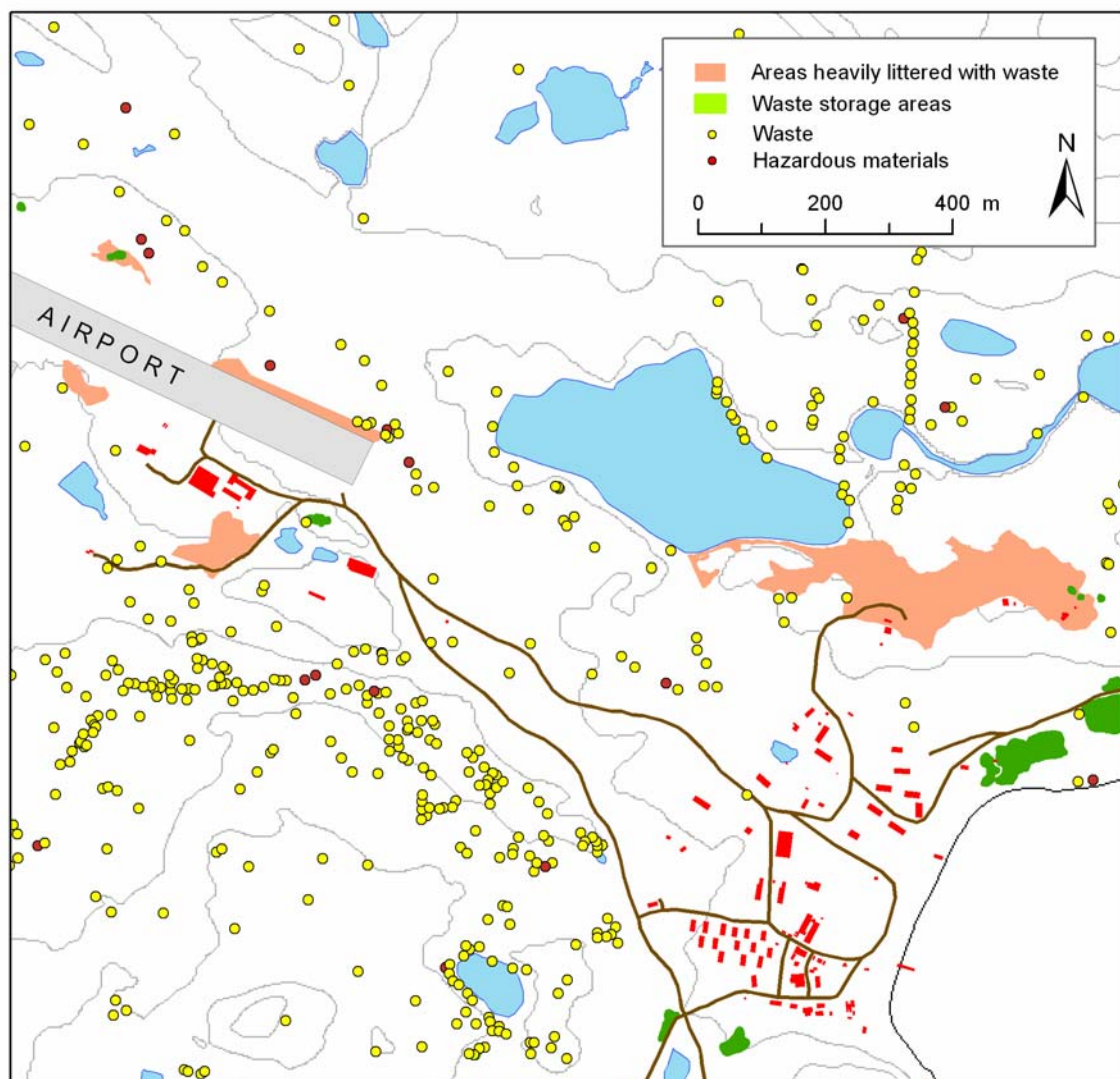 Areas heavily littered with waste
Waste storage areas
Waste
Hazardous materials
N
0 200 400 m
AIRPORT